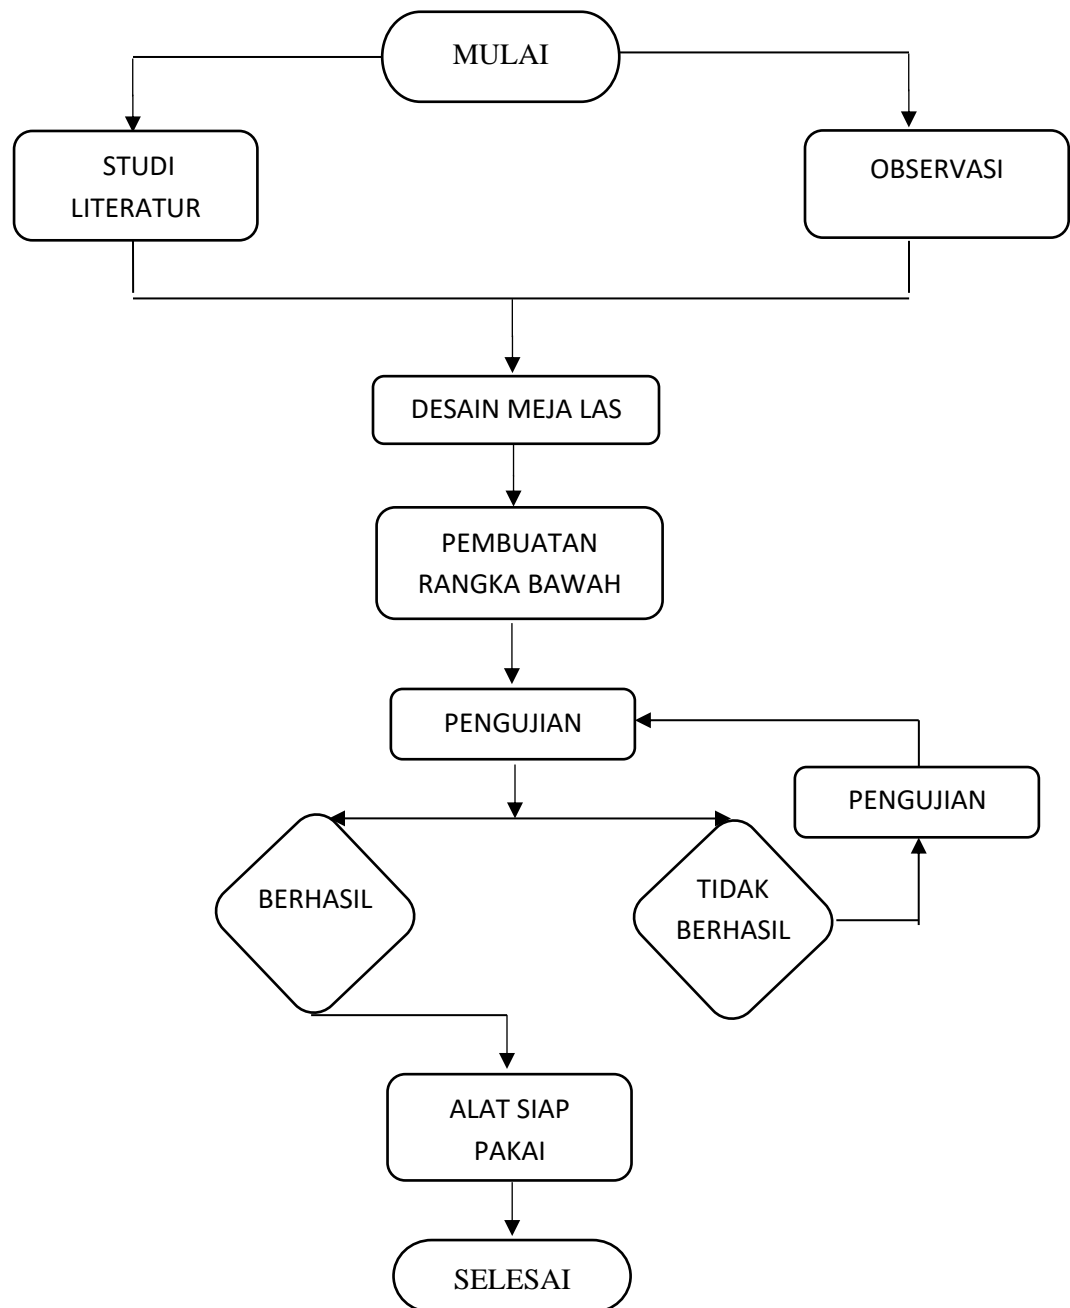 MULAI
STUDI
LITERATUR
OBSERVASI
DESAIN MEJA LAS
PEMBUATAN
RANGKA BAWAH
PENGUJIAN
PENGUJIAN
BERHASIL
TIDAK
BERHASIL
ALAT SIAP
PAKAI
SELESAI